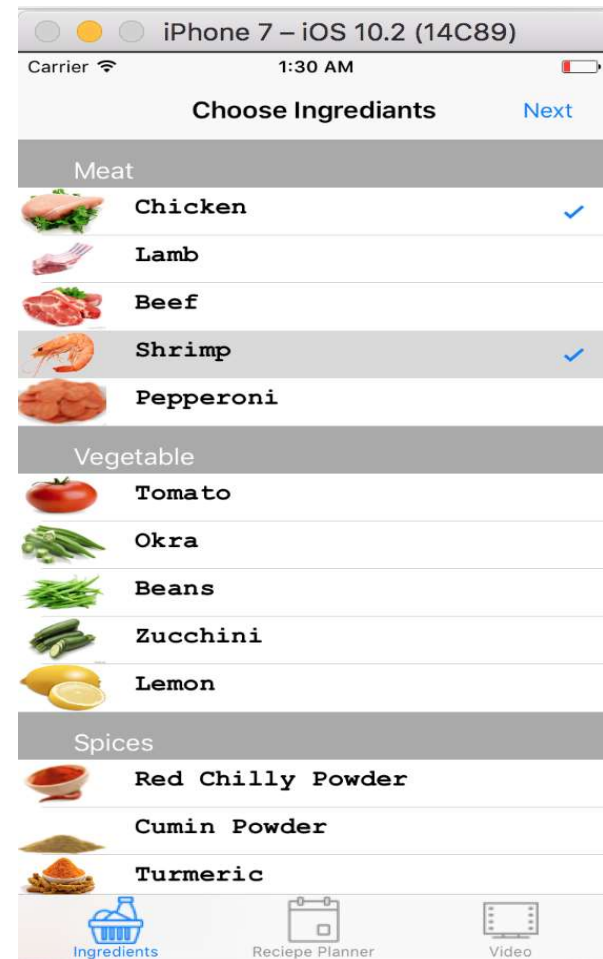 iPhone 7 – iOS 10.2 (14C89)
Carrier 1:30 AM
Choose Ingrediants Next
Meat
Chicken
Lamb
Beef
Shrimp
Pepperoni
Vegetable
Tomato
Okra
Beans
Zucchini
Lemon
Spices
Red Chilly Powder
Cumin Powder
Turmeric
Ingredients Reciepe Planner Video